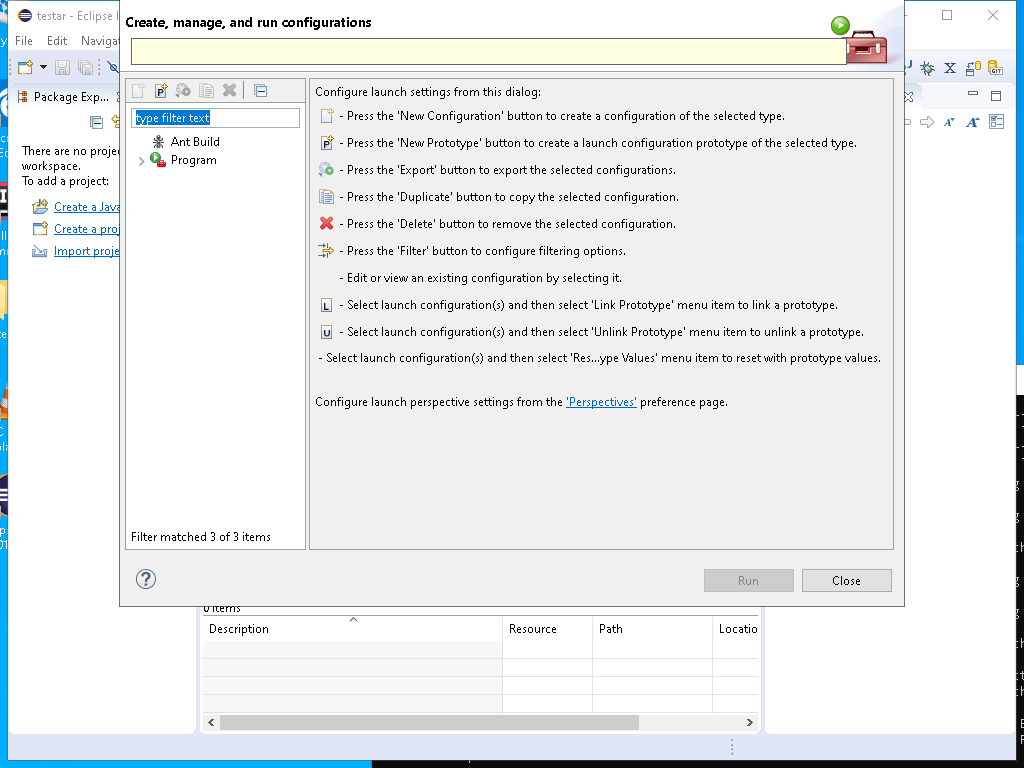 testar - Eclipse I
Create, manage, and run configurations
File Edit Navigat
Package Exp...
type filter text
Ant Build
Program
There are no proje
workspace.
To add a project:
Create a Java
Create a proj
Import proje
Filter matched 3 of 3 items
Configure launch settings from this dialog:
- Press the 'New Configuration' button to create a configuration of the selected type.
- Press the 'New Prototype' button to create a launch configuration prototype of the selected type.
- Press the 'Export' button to export the selected configurations.
- Press the 'Duplicate' button to copy the selected configuration.
- Press the 'Delete' button to remove the selected configuration.
- Press the 'Filter' button to configure filtering options.
- Edit or view an existing configuration by selecting it.
L - Select launch configuration(s) and then select 'Link Prototype' menu item to link a prototype.
U - Select launch configuration(s) and then select 'Unlink Prototype' menu item to unlink a prototype.
- Select launch configuration(s) and then select 'Res...ype Values' menu item to reset with prototype values.
Configure launch perspective settings from the 'Perspectives' preference page.
Run Close
0 items
Description Resource Path Locatio